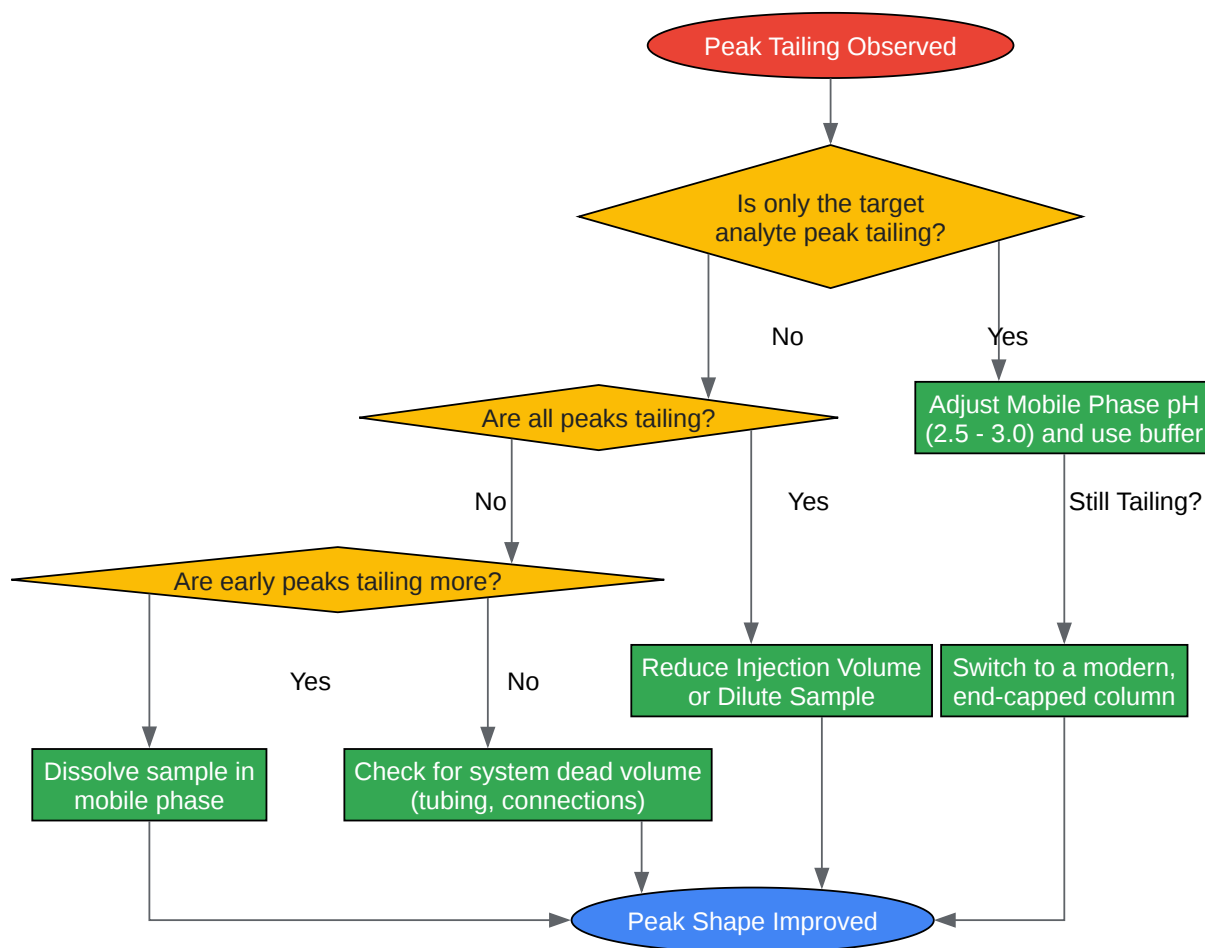 Peak Tailing Observed
Is only the target
analyte peak tailing?
No
Yes
Are all peaks tailing?
Adjust Mobile Phase pH
(2.5 - 3.0) and use buffer
No
Yes
Still Tailing?
Are early peaks tailing more?
Yes
No
Reduce Injection Volume
or Dilute Sample
Switch to a modern,
end-capped column
Dissolve sample in
mobile phase
Check for system dead volume
(tubing, connections)
Peak Shape Improved